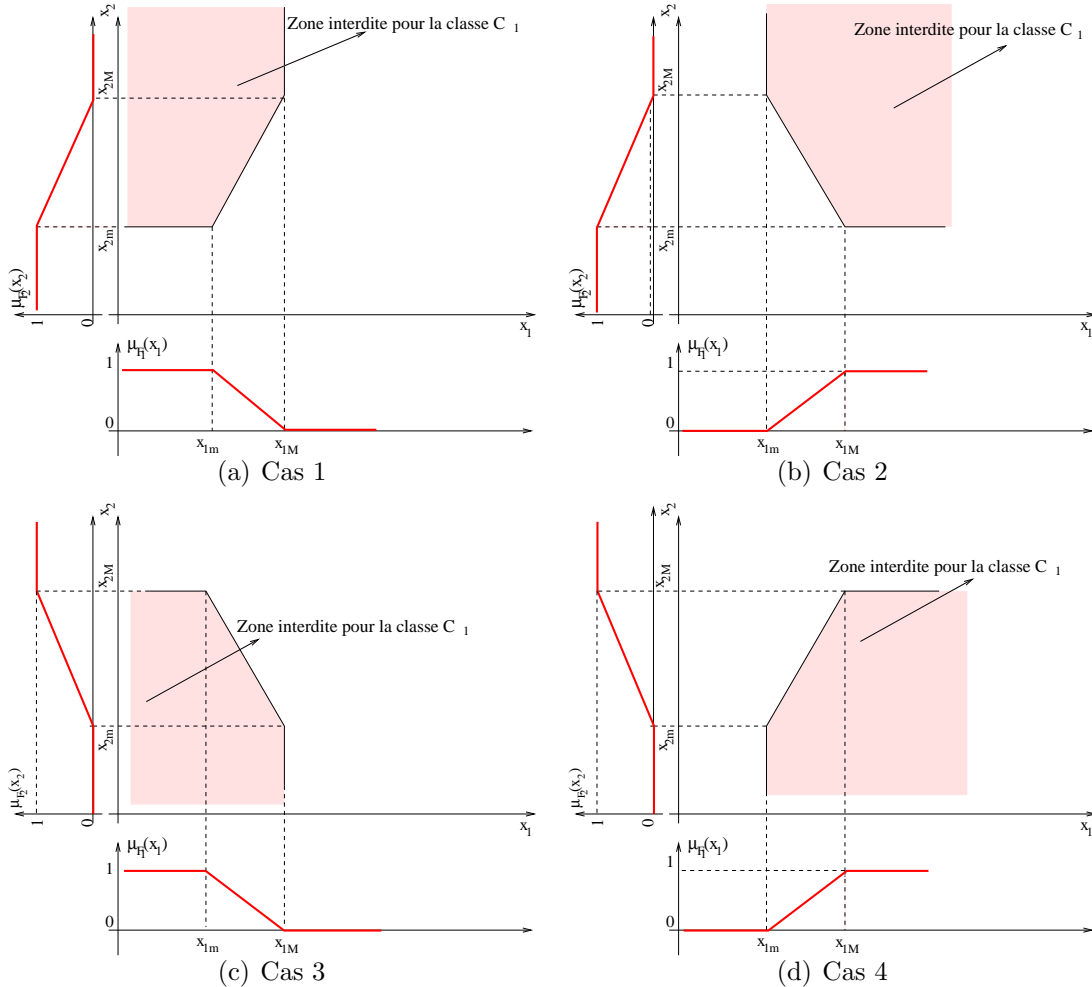 x2
Zone interdite pour la classe C 1
x2M
x2m
μF2(x2)
1
0
x1
μF1(x1)
1
0
x1m
x1M
(a) Cas 1
x2
Zone interdite pour la classe C 1
x2M
x2m
μF2(x2)
1
0
x1
μF1(x1)
1
0
x1m
x1M
(b) Cas 2
x2
x2M
Zone interdite pour la classe C 1
x2m
μF2(x2)
1
0
x1
μF1(x1)
1
0
x1m
x1M
(c) Cas 3
x2
Zone interdite pour la classe C 1
x2M
x2m
μF2(x2)
1
0
x1
μF1(x1)
1
0
x1m
x1M
(d) Cas 4